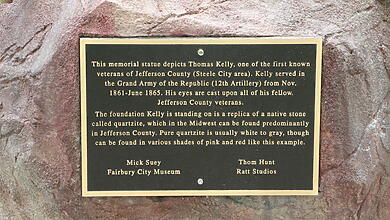 This memorial statue depicts Thomas Kelly, one of the first known
veterans of Jefferson County (Steele City area). Kelly served in
the Grand Army of the Republic (12th Artillery) from Nov.
1861-June 1865. His eyes are cast upon all of his fellow
Jefferson County veterans.
The foundation Kelly is standing on is a replica of a native stone
called quartzite, which in the Midwest can be found predominantly
in Jefferson County. Pure quartzite is usually white to gray, though
can be found in various shades of pink and red like this example.
Mick Suey
Fairbury City Museum
Thom Hunt
Ratt Studios